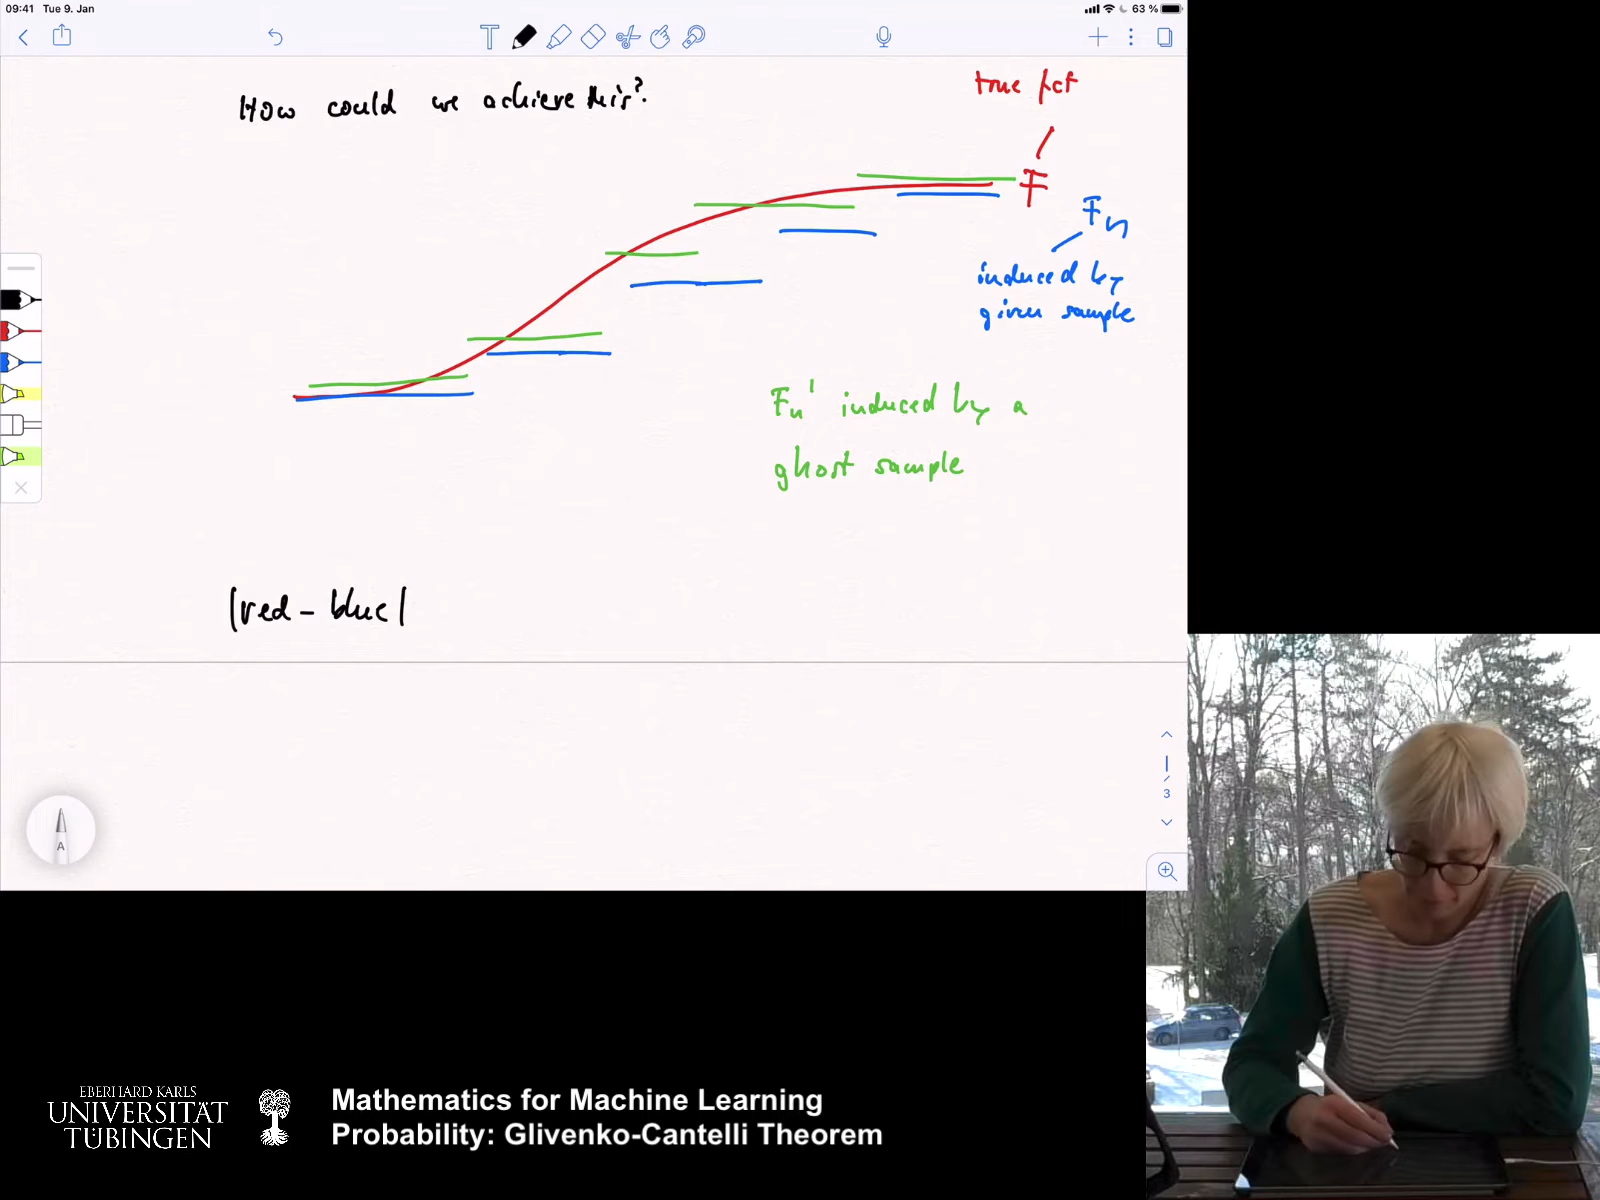 09:41 Tue 9. Jan
63 %
T
How could we achieve this?
true fct
F
Fn
induced by
given sample
Fn' induced by a
ghost sample
|red - blue|
1
/
3
A
EBERHARD KARLS
UNIVERSITÄT
TÜBINGEN
Mathematics for Machine Learning
Probability: Glivenko-Cantelli Theorem